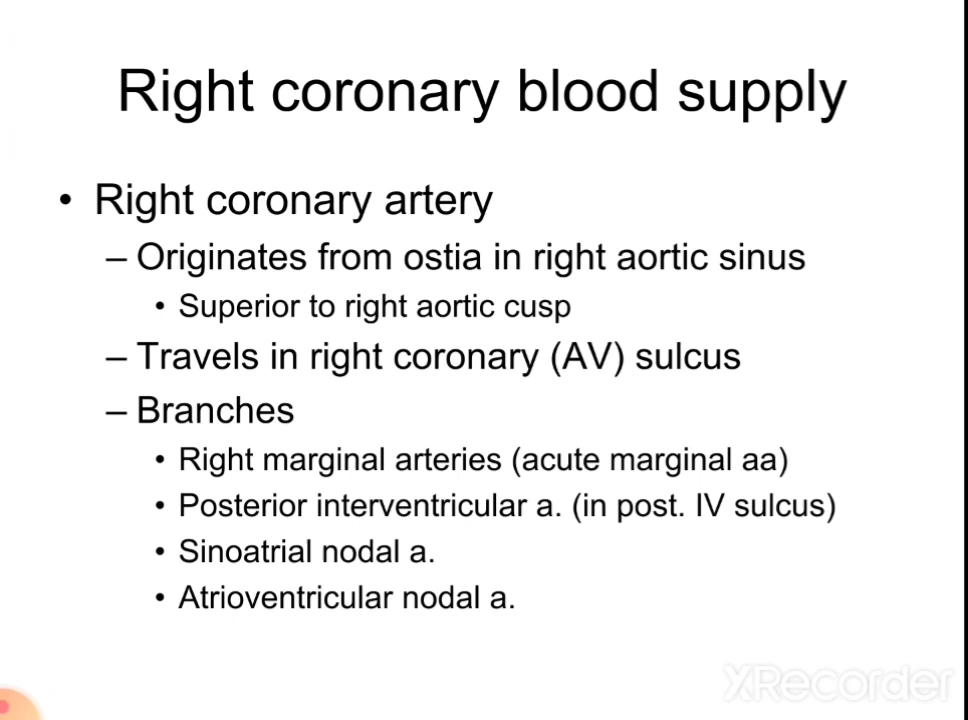 Right coronary blood supply
• Right coronary artery
– Originates from ostia in right aortic sinus
• Superior to right aortic cusp
– Travels in right coronary (AV) sulcus
– Branches
• Right marginal arteries (acute marginal aa)
• Posterior interventricular a. (in post. IV sulcus)
• Sinoatrial nodal a.
• Atrioventricular nodal a.
XRecorder